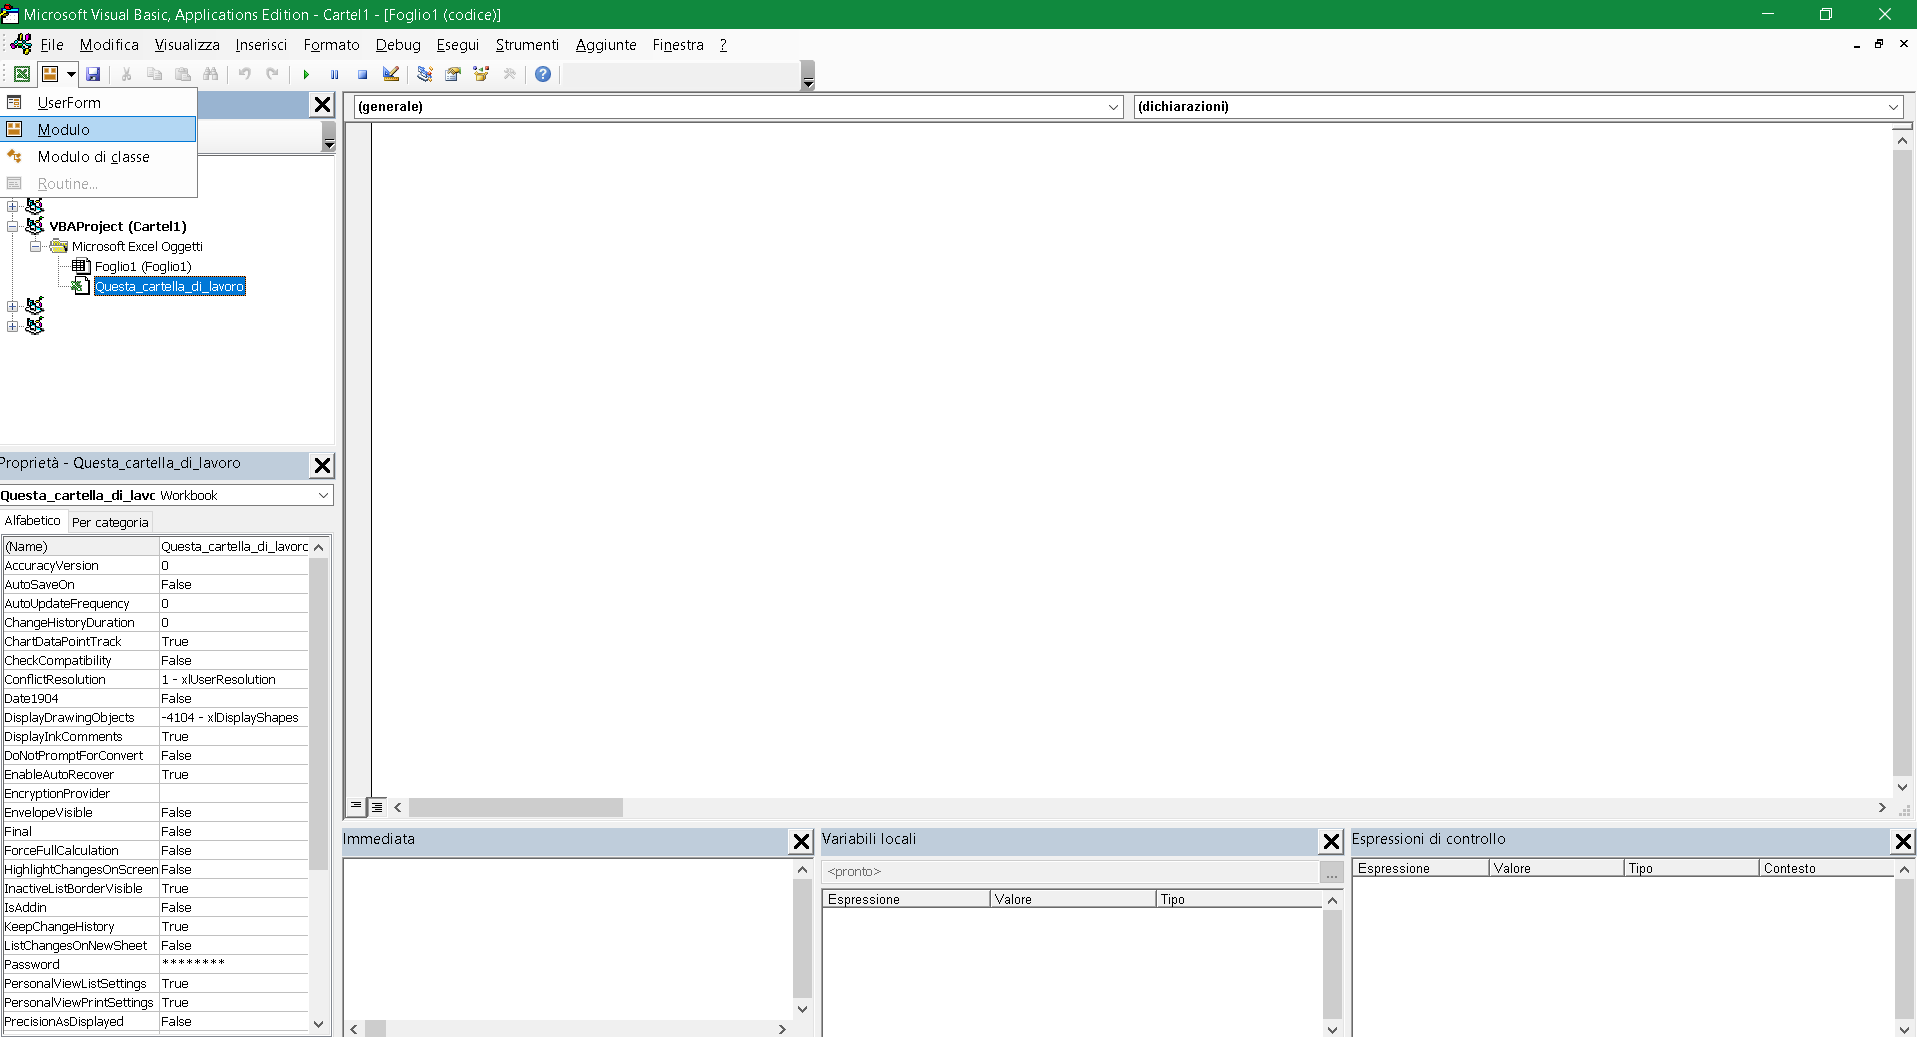 Microsoft Visual Basic, Applications Edition - Cartel1 - [Foglio1 (codice)]
File Modifica Visualizza Inserisci Formato Debug Esegui Strumenti Aggiunte Finestra ?
UserForm
Modulo
Modulo di classe
Routine...
VBAProject (Cartel1)
Microsoft Excel Oggetti
Foglio1 (Foglio1)
Questa_cartella_di_lavoro
(generale) (dichiarazioni)
Proprietà - Questa_cartella_di_lavoro
Questa_cartella_di_lavc Workbook
Alfabetico Per categoria
(Name) Questa_cartella_di_lavoro
AccuracyVersion 0
AutoSaveOn False
AutoUpdateFrequency 0
ChangeHistoryDuration 0
ChartDataPointTrack True
CheckCompatibility False
ConflictResolution 1 - xlUserResolution
Date1904 False
DisplayDrawingObjects -4104 - xlDisplayShapes
DisplayInkComments True
DoNotPromptForConvert False
EnableAutoRecover True
EncryptionProvider
EnvelopeVisible False
Final False
ForceFullCalculation False
HighlightChangesOnScreen False
InactiveListBorderVisible True
IsAddin False
KeepChangeHistory True
ListChangesOnNewSheet False
Password ********
PersonalViewListSettings True
PersonalViewPrintSettings True
PrecisionAsDisplayed False
Immediata
Variabili locali
<pronto> ...
Espressione Valore Tipo
Espressioni di controllo
Espressione Valore Tipo Contesto